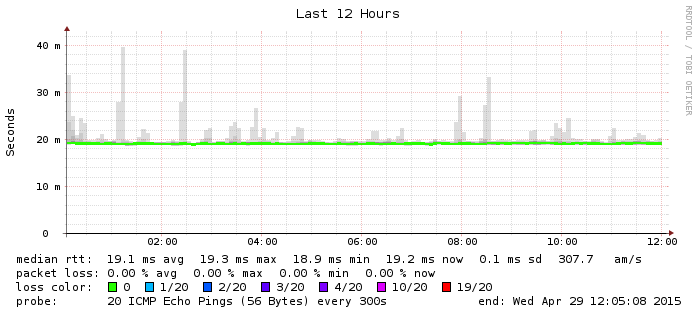 Last 12 Hours
RRDTOOL / TOBI OETIKER
Seconds
40 m
30 m
20 m
10 m
0
02:00 04:00 06:00 08:00 10:00 12:00
median rtt: 19.1 ms avg 19.3 ms max 18.9 ms min 19.2 ms now 0.1 ms sd 307.7 am/s
packet loss: 0.00 % avg 0.00 % max 0.00 % min 0.00 % now
loss color: 0 1/20 2/20 3/20 4/20 10/20 19/20
probe: 20 ICMP Echo Pings (56 Bytes) every 300s end: Wed Apr 29 12:05:08 2015